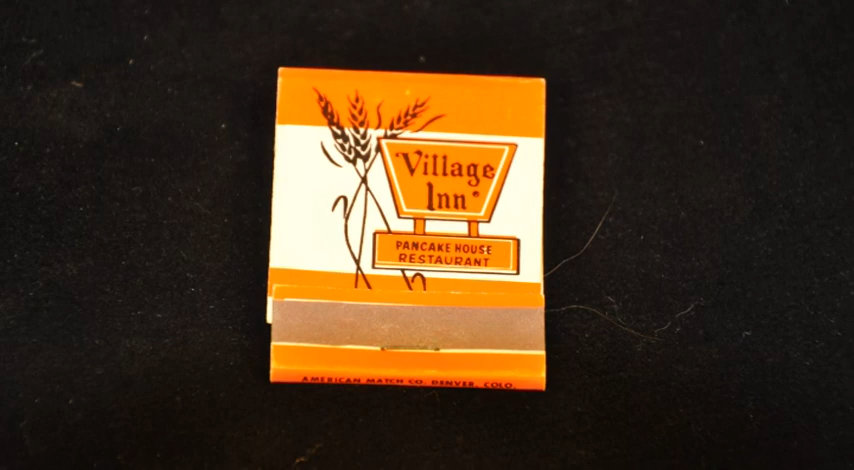 Village
Inn
PANCAKE HOUSE
RESTAURANT
AMERICAN MATCH CO. DENVER, COLO.